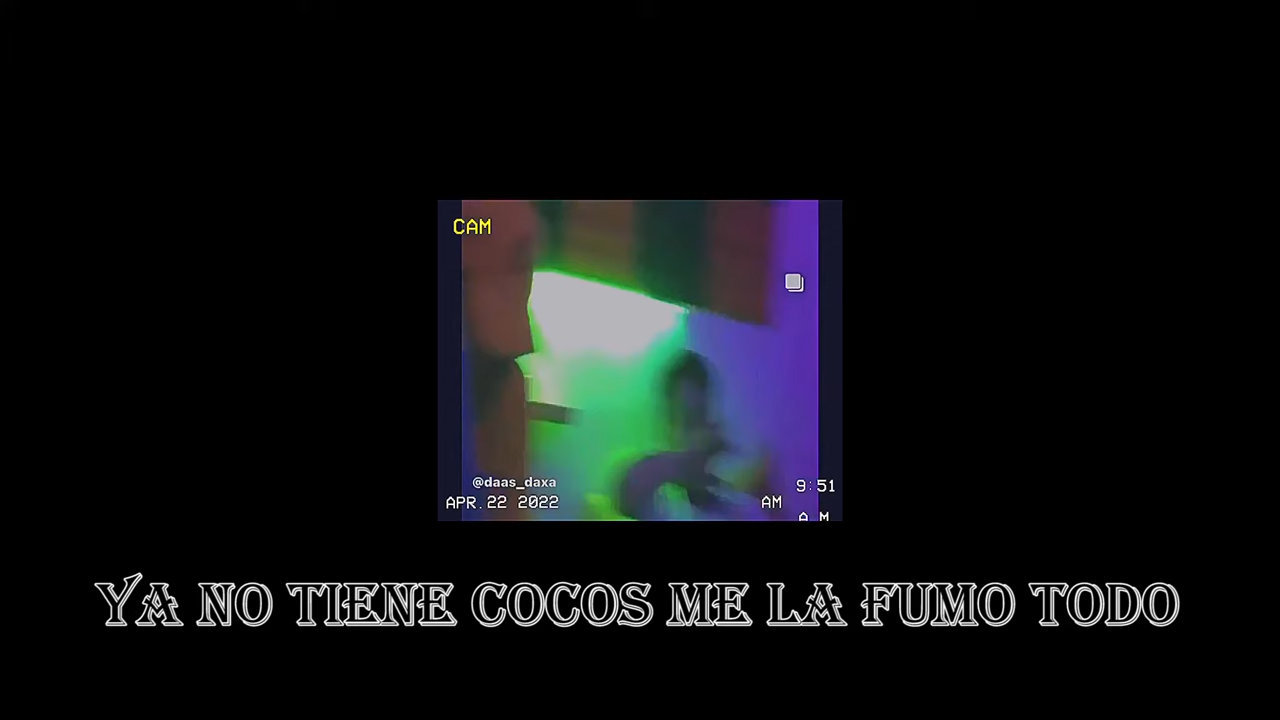 CAM
@daas_daxa
9:51
APR.22 2022
AM
A M
YA NO TIENE COCOS ME LA FUMO TODO